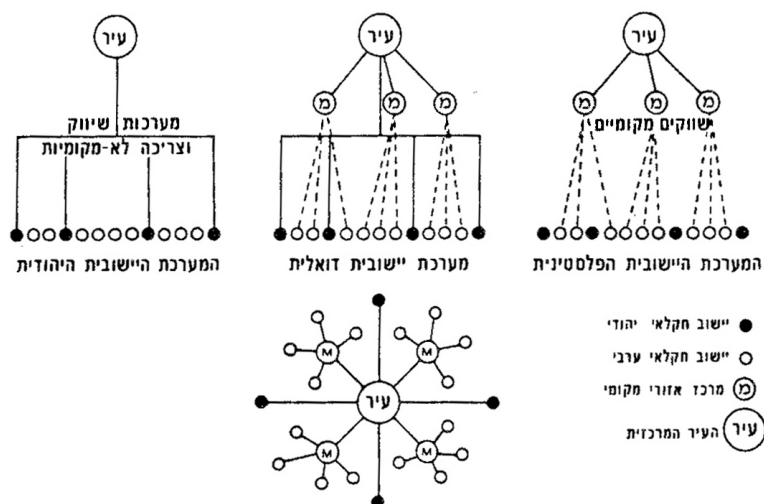 עיר
עיר
עיר
מ
מ
מ
מ
מ
מ
מערכות שיווק
וצריכה לא-מקומיות
שווקים מקומיים
המערכת היישובית היהודית
מערכת יישובית דואלית
המערכת היישובית הפלסטינית
M
M
עיר
M
M
יישוב חקלאי יהודי
יישוב חקלאי ערבי
מ מרכז אזורי מקומי
עיר העיר המרכזית